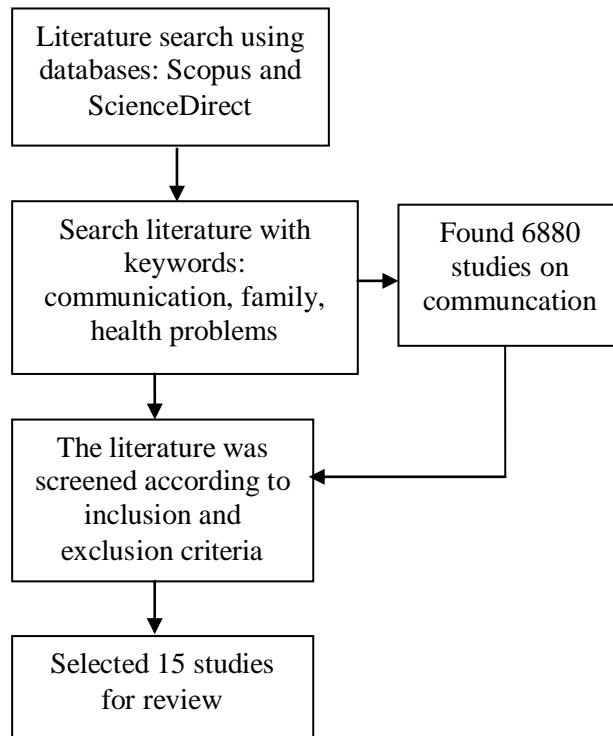 Literature search using
databases: Scopus and
ScienceDirect
Search literature with
keywords:
communication, family,
health problems
Found 6880
studies on
communcation
The literature was
screened according to
inclusion and
exclusion criteria
Selected 15 studies
for review